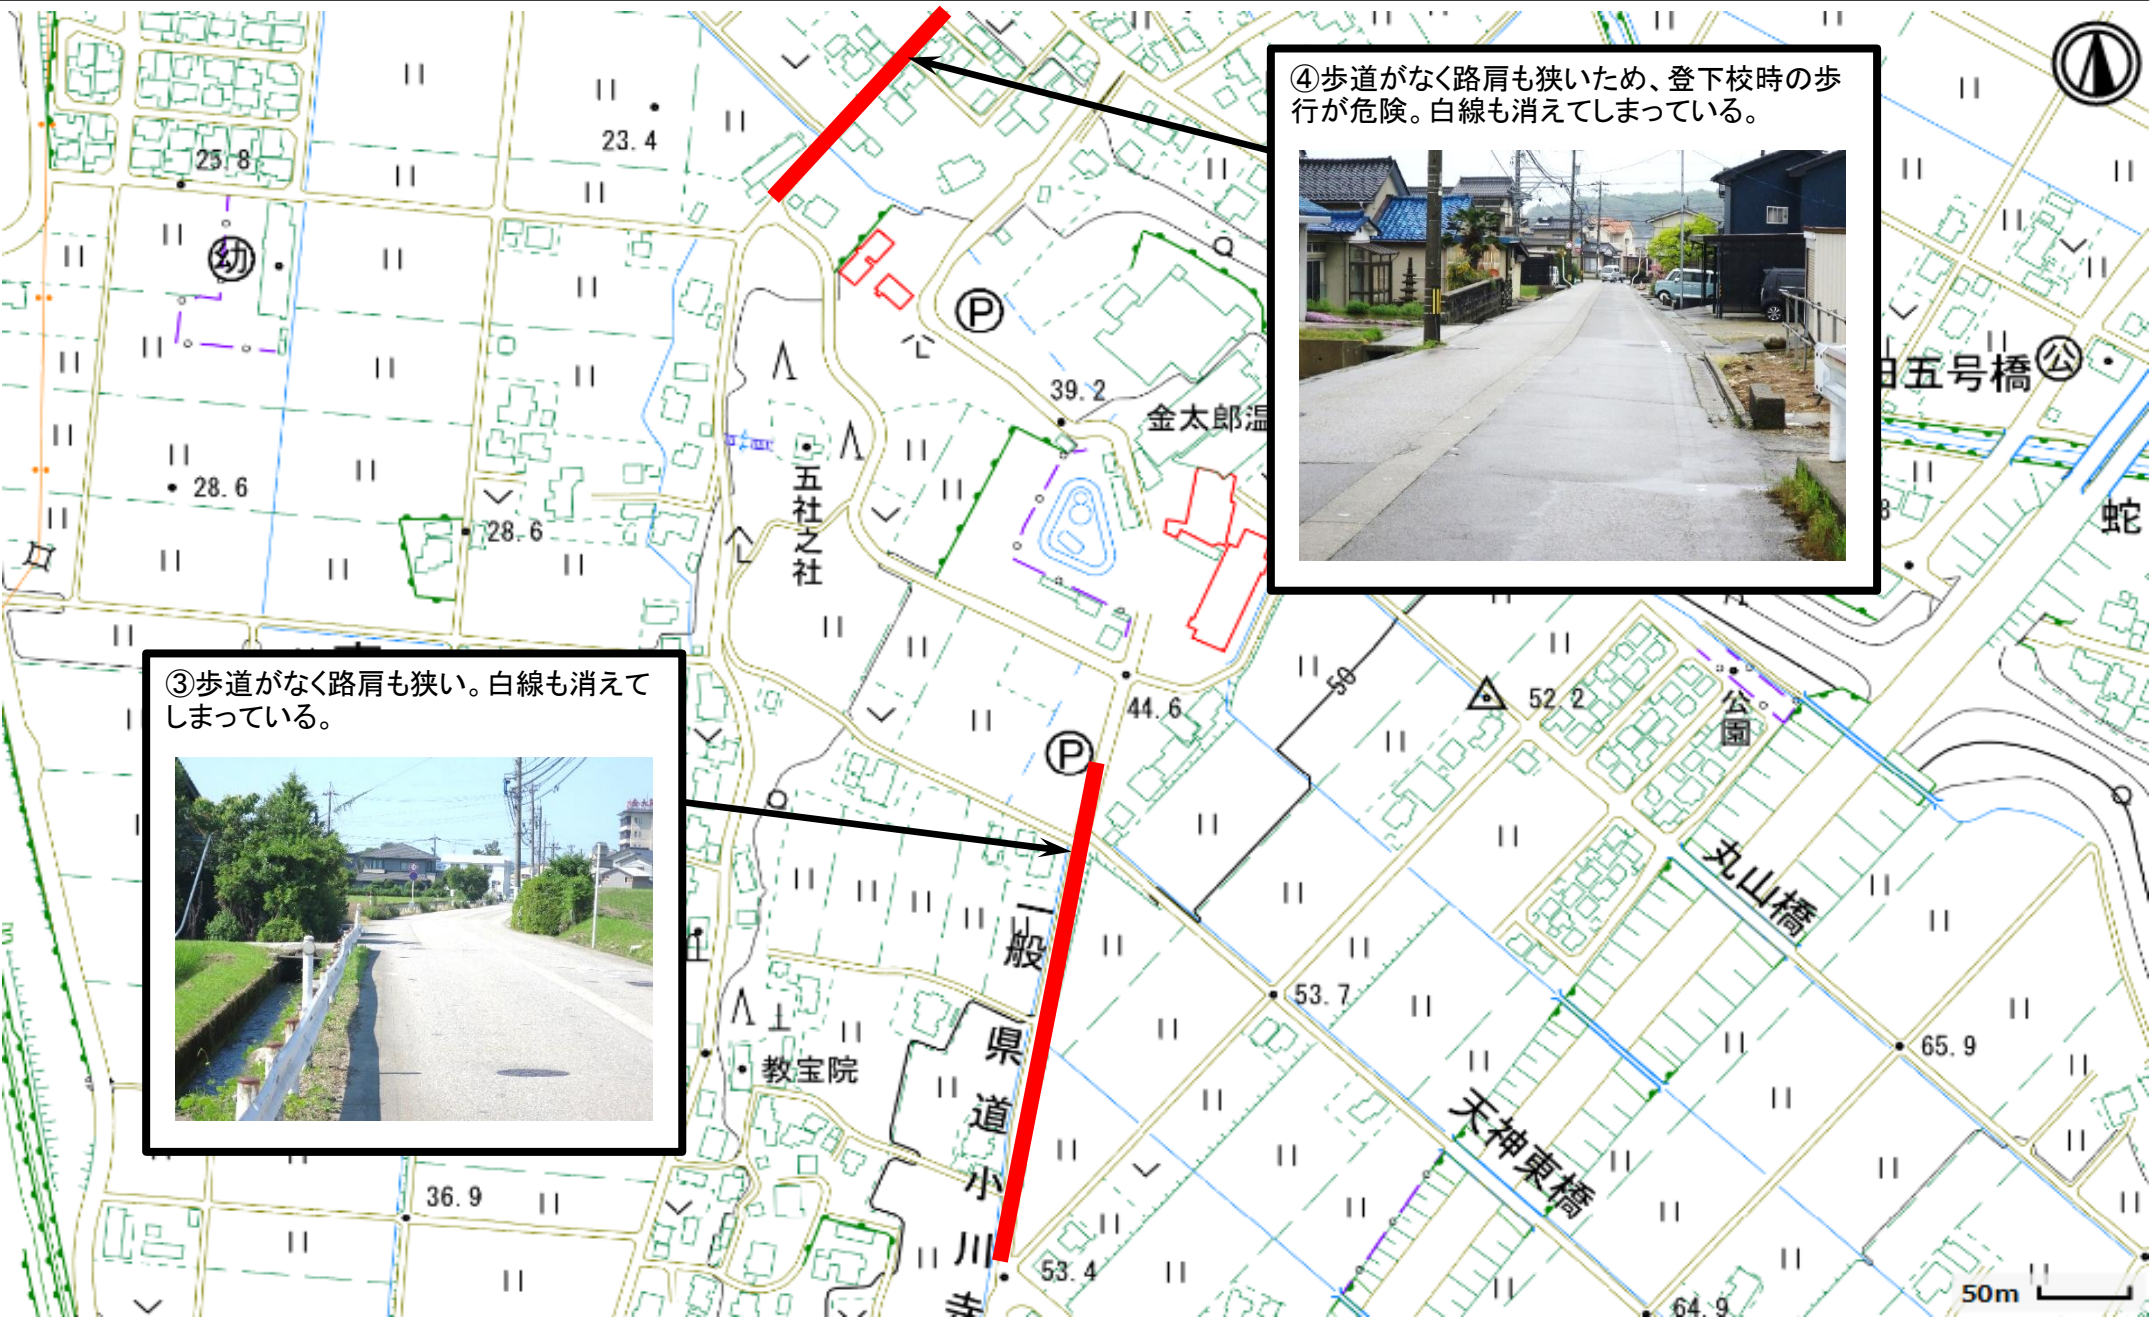 ④歩道がなく路肩も狭いため、登下校時の歩
行が危険。白線も消えてしまっている。
23.4
25.8
幼
P
39.2
金太郎温
五号橋
公
28.6
28.6
五社之社
蛇
③歩道がなく路肩も狭い。白線も消えて
しまっている。
44.6
50
52.2
公園
P
丸山橋
一般県道小川寺
53.7
65.9
教宝院
天神東橋
36.9
53.4
64.9
50m